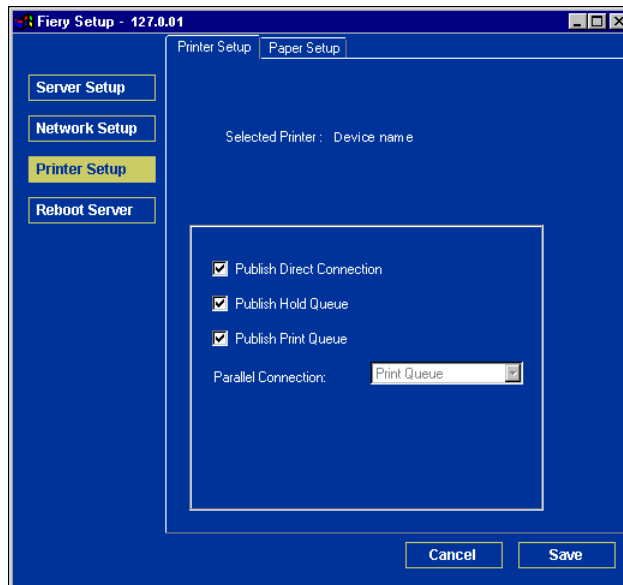 Fiery Setup - 127.0.01
Printer Setup
Paper Setup
Server Setup
Network Setup
Printer Setup
Reboot Server
Selected Printer : Device name
Publish Direct Connection
Publish Hold Queue
Publish Print Queue
Parallel Connection: Print Queue
Cancel
Save